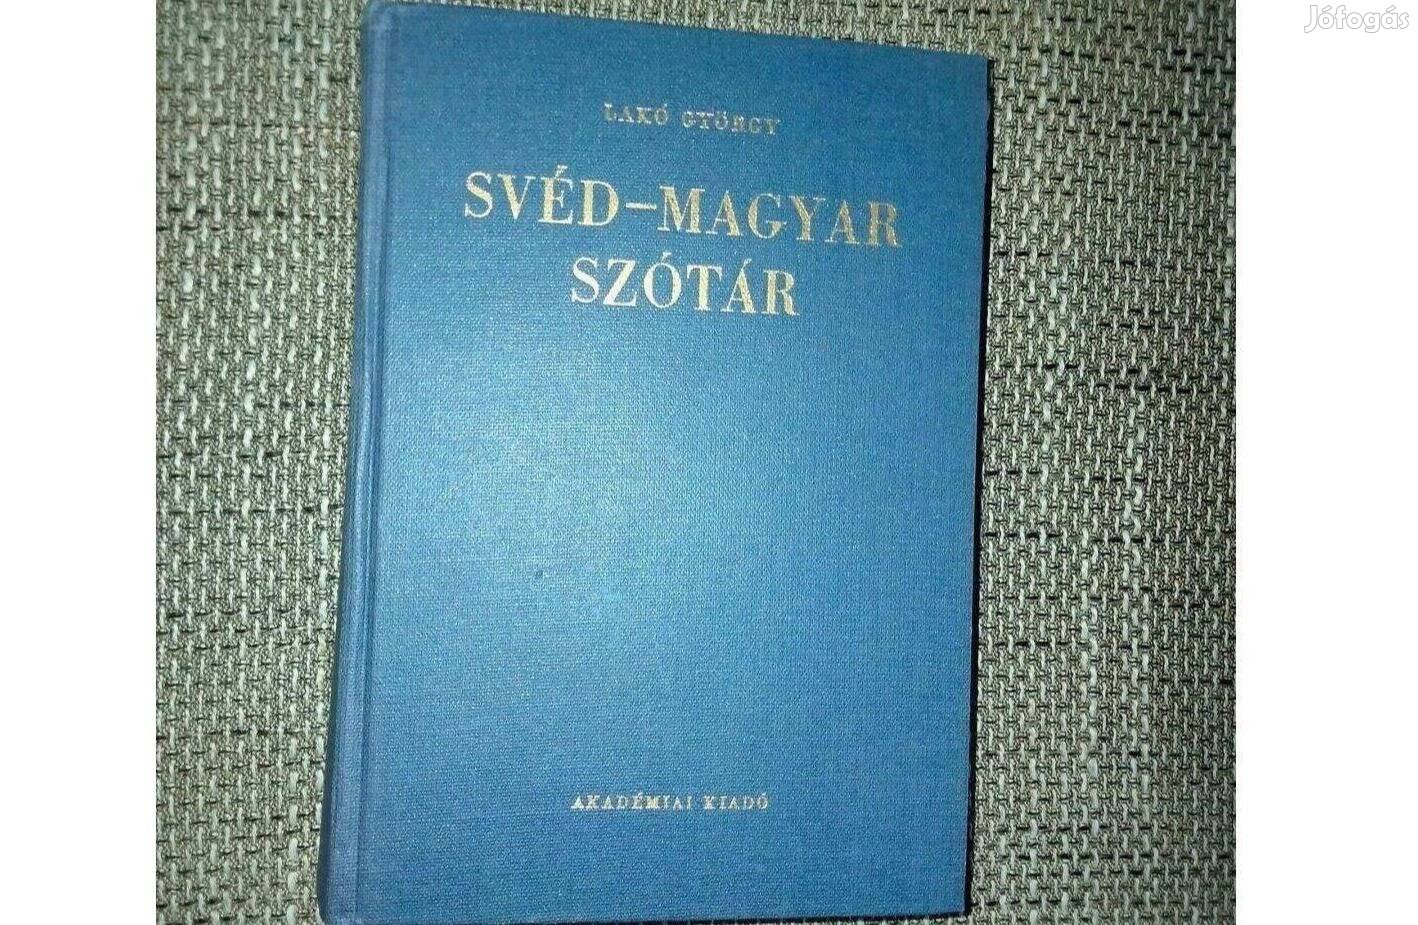 Jófogás
LAKÓ GYÖRGY
SVÉD–MAGYAR
SZÓTÁR
AKADÉMIAI KIADÓ